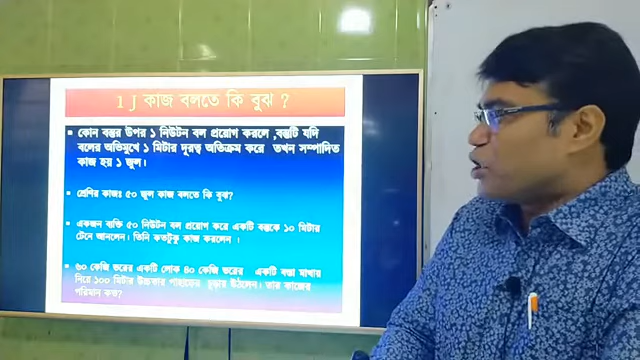 1 J কাজ বলতে কি বুঝ ?
কোন বস্তুর উপর ১ নিউটন বল প্রয়োগ করলে ,বস্তুটি যদি
বলের অভিমুখে ১ মিটার দূরত্ব অতিক্রম করে তখন সম্পাদিত
কাজ হয় ১ জুল।
শ্রেণির কাজঃ ৫০ জুল কাজ বলতে কি বুঝ?
একজন ব্যক্তি ৫০ নিউটন বল প্রয়োগ করে একটি বস্তুকে ১০ মিটার
টেনে আনলেন। তিনি কতটুকু কাজ করলেন ।
৬০ কেজি ভরের একটি লোক ৪০ কেজি ভরের একটি বস্তা মাথায়
নিয়ে ১০০ মিটার উচ্চতার পাহাড়ের চূড়ায় উঠলেন। তার কাজের
পরিমান কত?